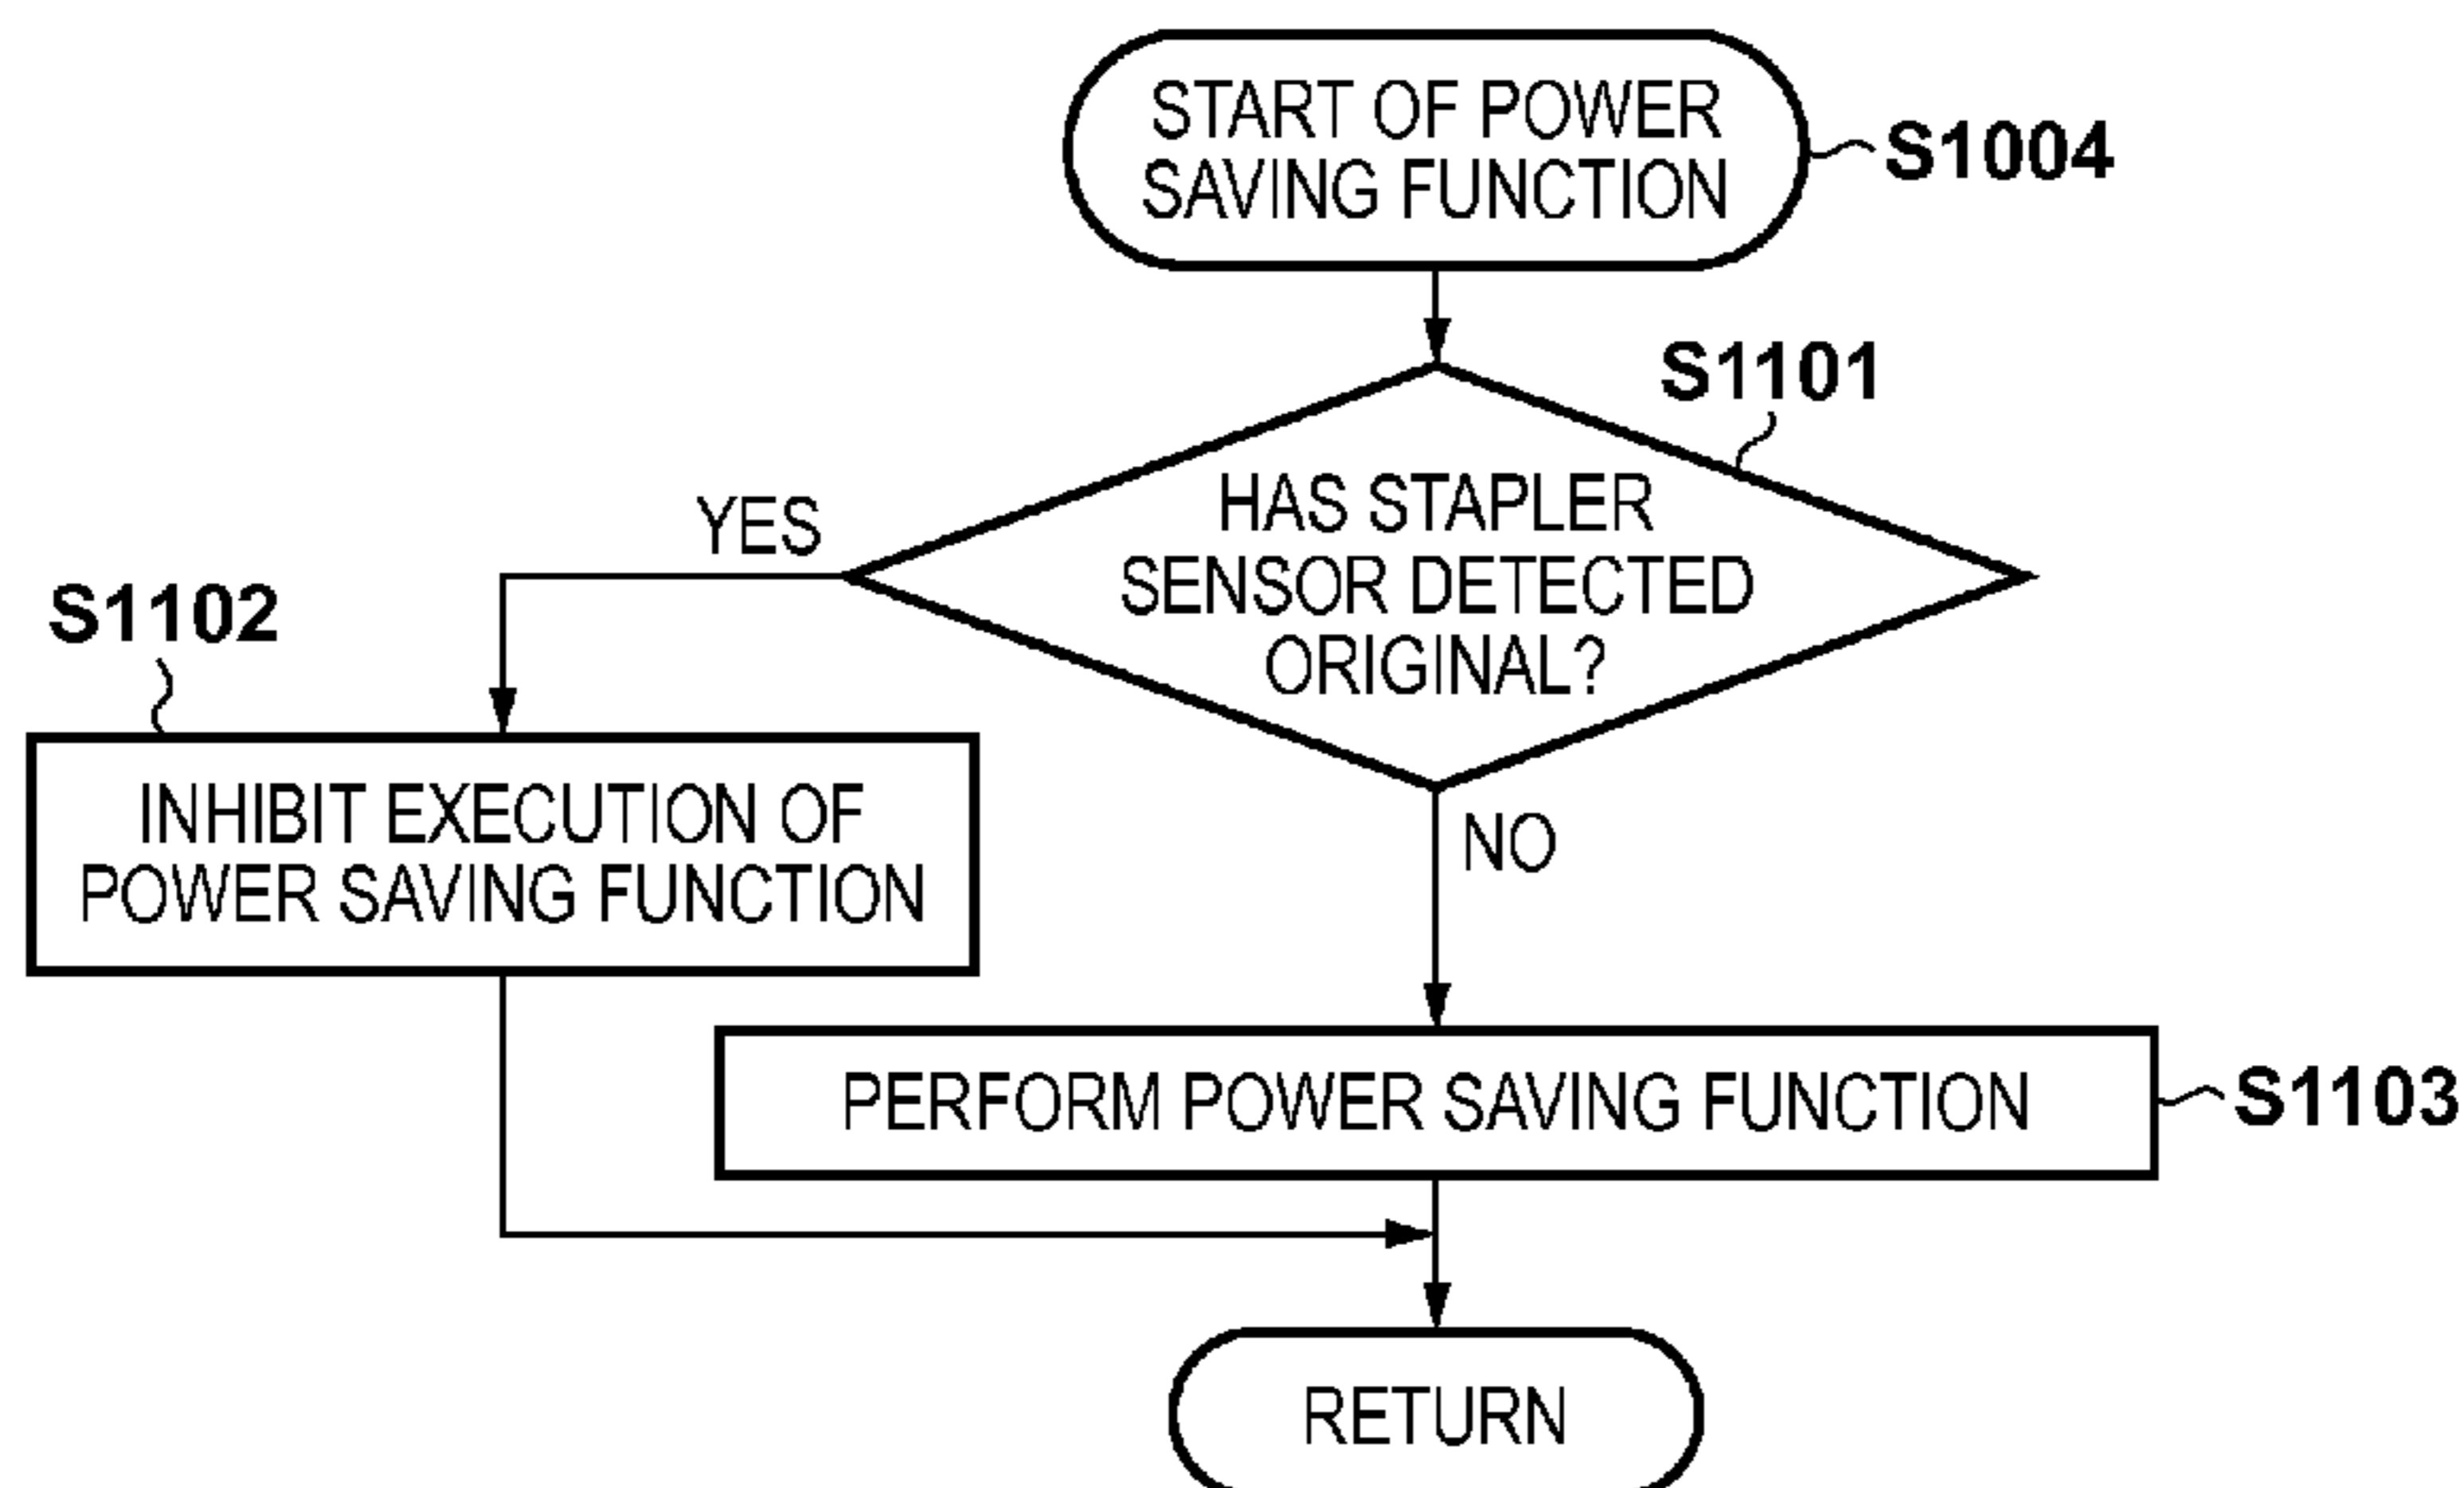 START OF POWER
SAVING FUNCTION
S1004
S1101
HAS STAPLER
SENSOR DETECTED
ORIGINAL?
YES
S1102
INHIBIT EXECUTION OF
POWER SAVING FUNCTION
NO
PERFORM POWER SAVING FUNCTION
S1103
RETURN